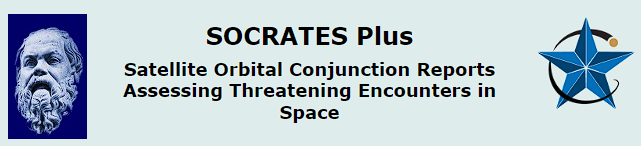 SOCRATES Plus
Satellite Orbital Conjunction Reports
Assessing Threatening Encounters in
Space